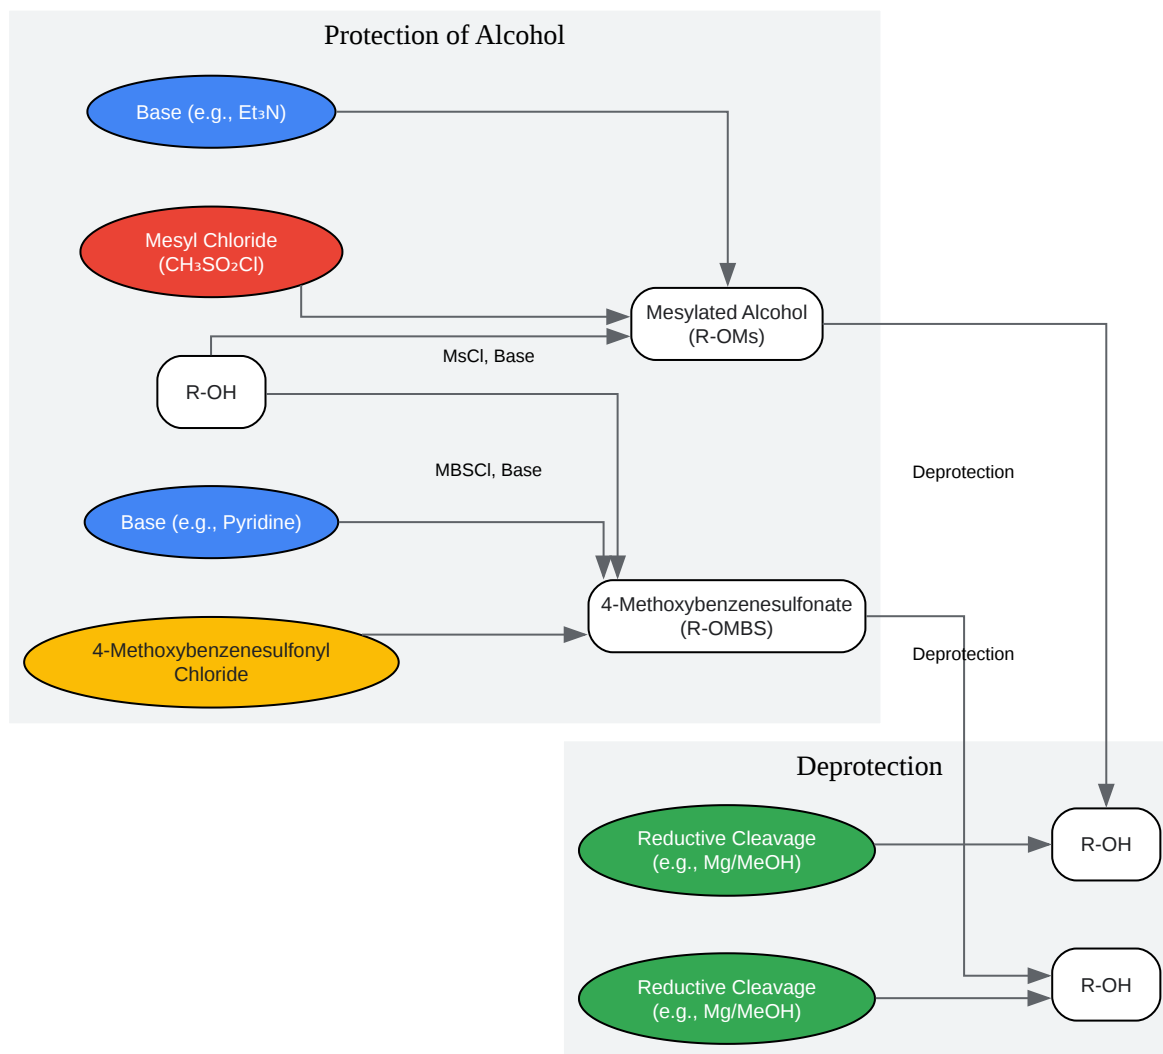 Protection of Alcohol
Base (e.g., Et₃N)
Mesyl Chloride
(CH₃SO₂Cl)
Mesylated Alcohol
(R-OMs)
MsCl, Base
R-OH
MBSCl, Base
Deprotection
Base (e.g., Pyridine)
4-Methoxybenzenesulfonate
(R-OMBS)
4-Methoxybenzenesulfonyl
Chloride
Deprotection
Deprotection
Reductive Cleavage
(e.g., Mg/MeOH)
R-OH
Reductive Cleavage
(e.g., Mg/MeOH)
R-OH